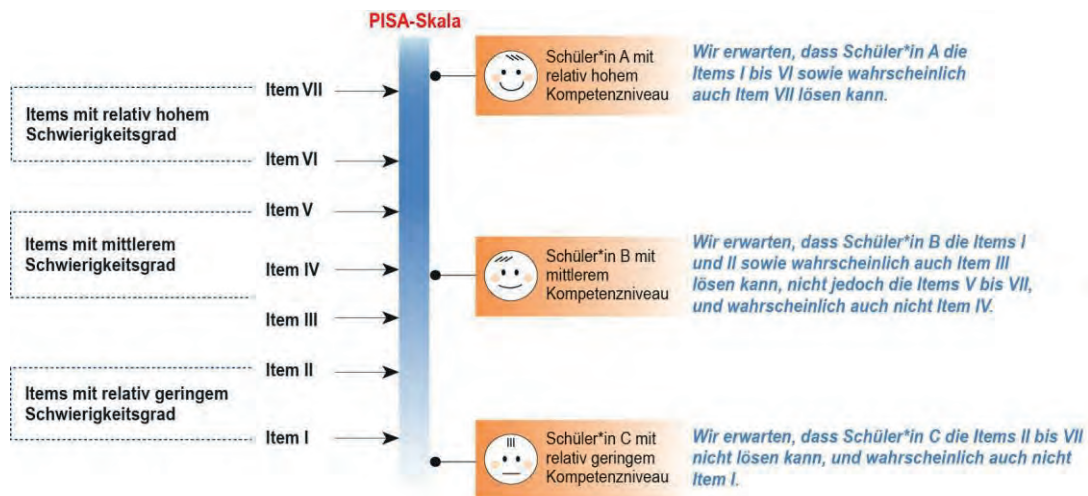 PISA-Skala
Items mit relativ hohem
Schwierigkeitsgrad
Item VII
Item VI
Items mit mittlerem
Schwierigkeitsgrad
Item V
Item IV
Item III
Items mit relativ geringem
Schwierigkeitsgrad
Item II
Item I
Schüler*in A mit
relativ hohem
Kompetenzniveau
Wir erwarten, dass Schüler*in A die
Items I bis VI sowie wahrscheinlich
auch Item VII lösen kann.
Schüler*in B mit
mittlerem
Kompetenzniveau
Wir erwarten, dass Schüler*in B die Items I
und II sowie wahrscheinlich auch Item III
lösen kann, nicht jedoch die Items V bis VII,
und wahrscheinlich auch nicht Item IV.
Schüler*in C mit
relativ geringem
Kompetenzniveau
Wir erwarten, dass Schüler*in C die Items II bis VII
nicht lösen kann, und wahrscheinlich auch nicht
Item I.